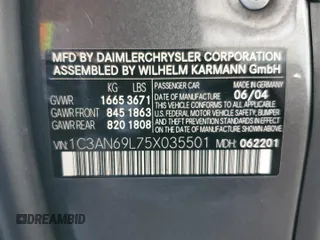 MFD BY DAIMLERCHRYSLER CORPORATION
ASSEMBLED BY WILHELM KARMANN GmbH
KG LBS
GVWR 1665 3671
GAWR FRONT 845 1863
GAWR REAR 820 1808
PASSENGER CAR MADE IN GERMANY
DATE OF MANUFACTURE 06/04
THIS VEHICLE CONFORMS TO ALL APPLICABLE
U.S. FEDERAL MOTOR VEHICLE SAFETY
BUMPER, AND THEFT PREVENTION STANDARDS
IN EFFECT ON THE DATE OF MANUFACTURE
SHOWN ABOVE
VIN: 1C3AN69L75X035501 MDH: 062201
DREAMBID